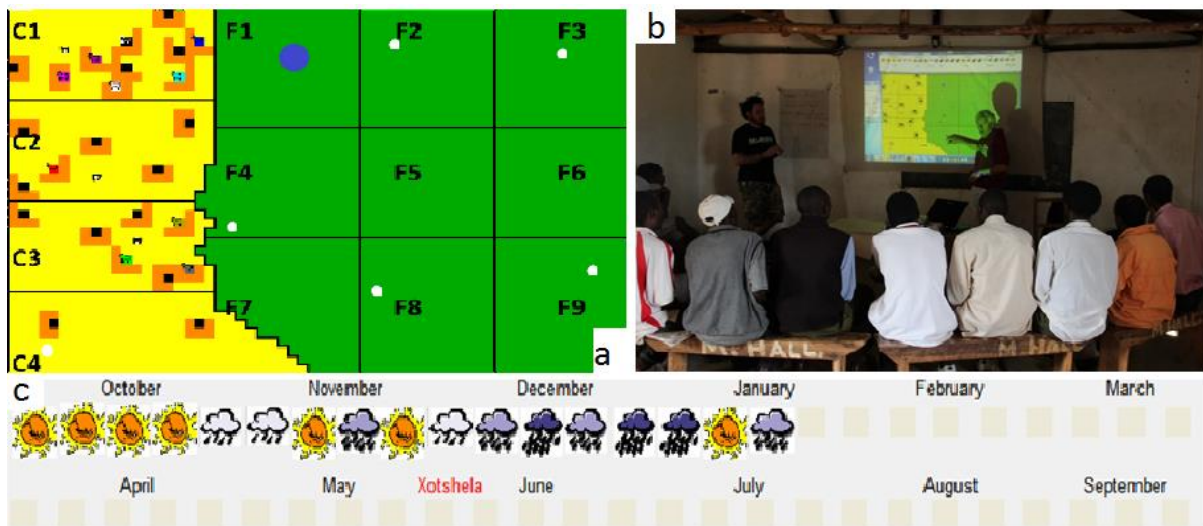 C1 F1 F2 F3
C2
F4 F5 F6
C3
F7 F8 F9
C4
a
b
M. HALL.
c
October November December January February March
April May Xotshela June July August September